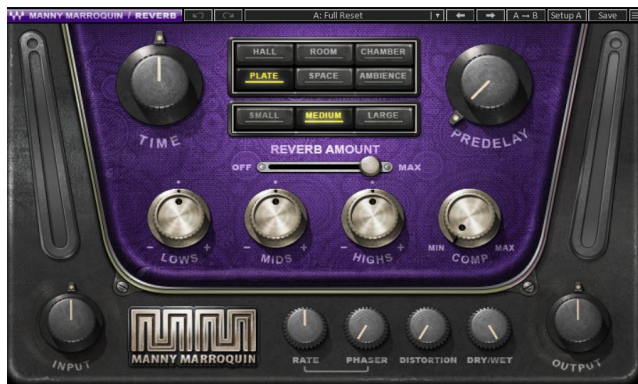 MANNY MARROQUIN / REVERB
A: Full Reset
A → B
Setup A
Save
HALL
ROOM
CHAMBER
PLATE
SPACE
AMBIENCE
TIME
PREDELAY
SMALL
MEDIUM
LARGE
REVERB AMOUNT
OFF
MAX
- LOWS +
- MIDS +
- HIGHS +
MIN COMP MAX
INPUT
MANNY MARROQUIN
RATE
PHASER
DISTORTION
DRY/WET
OUTPUT